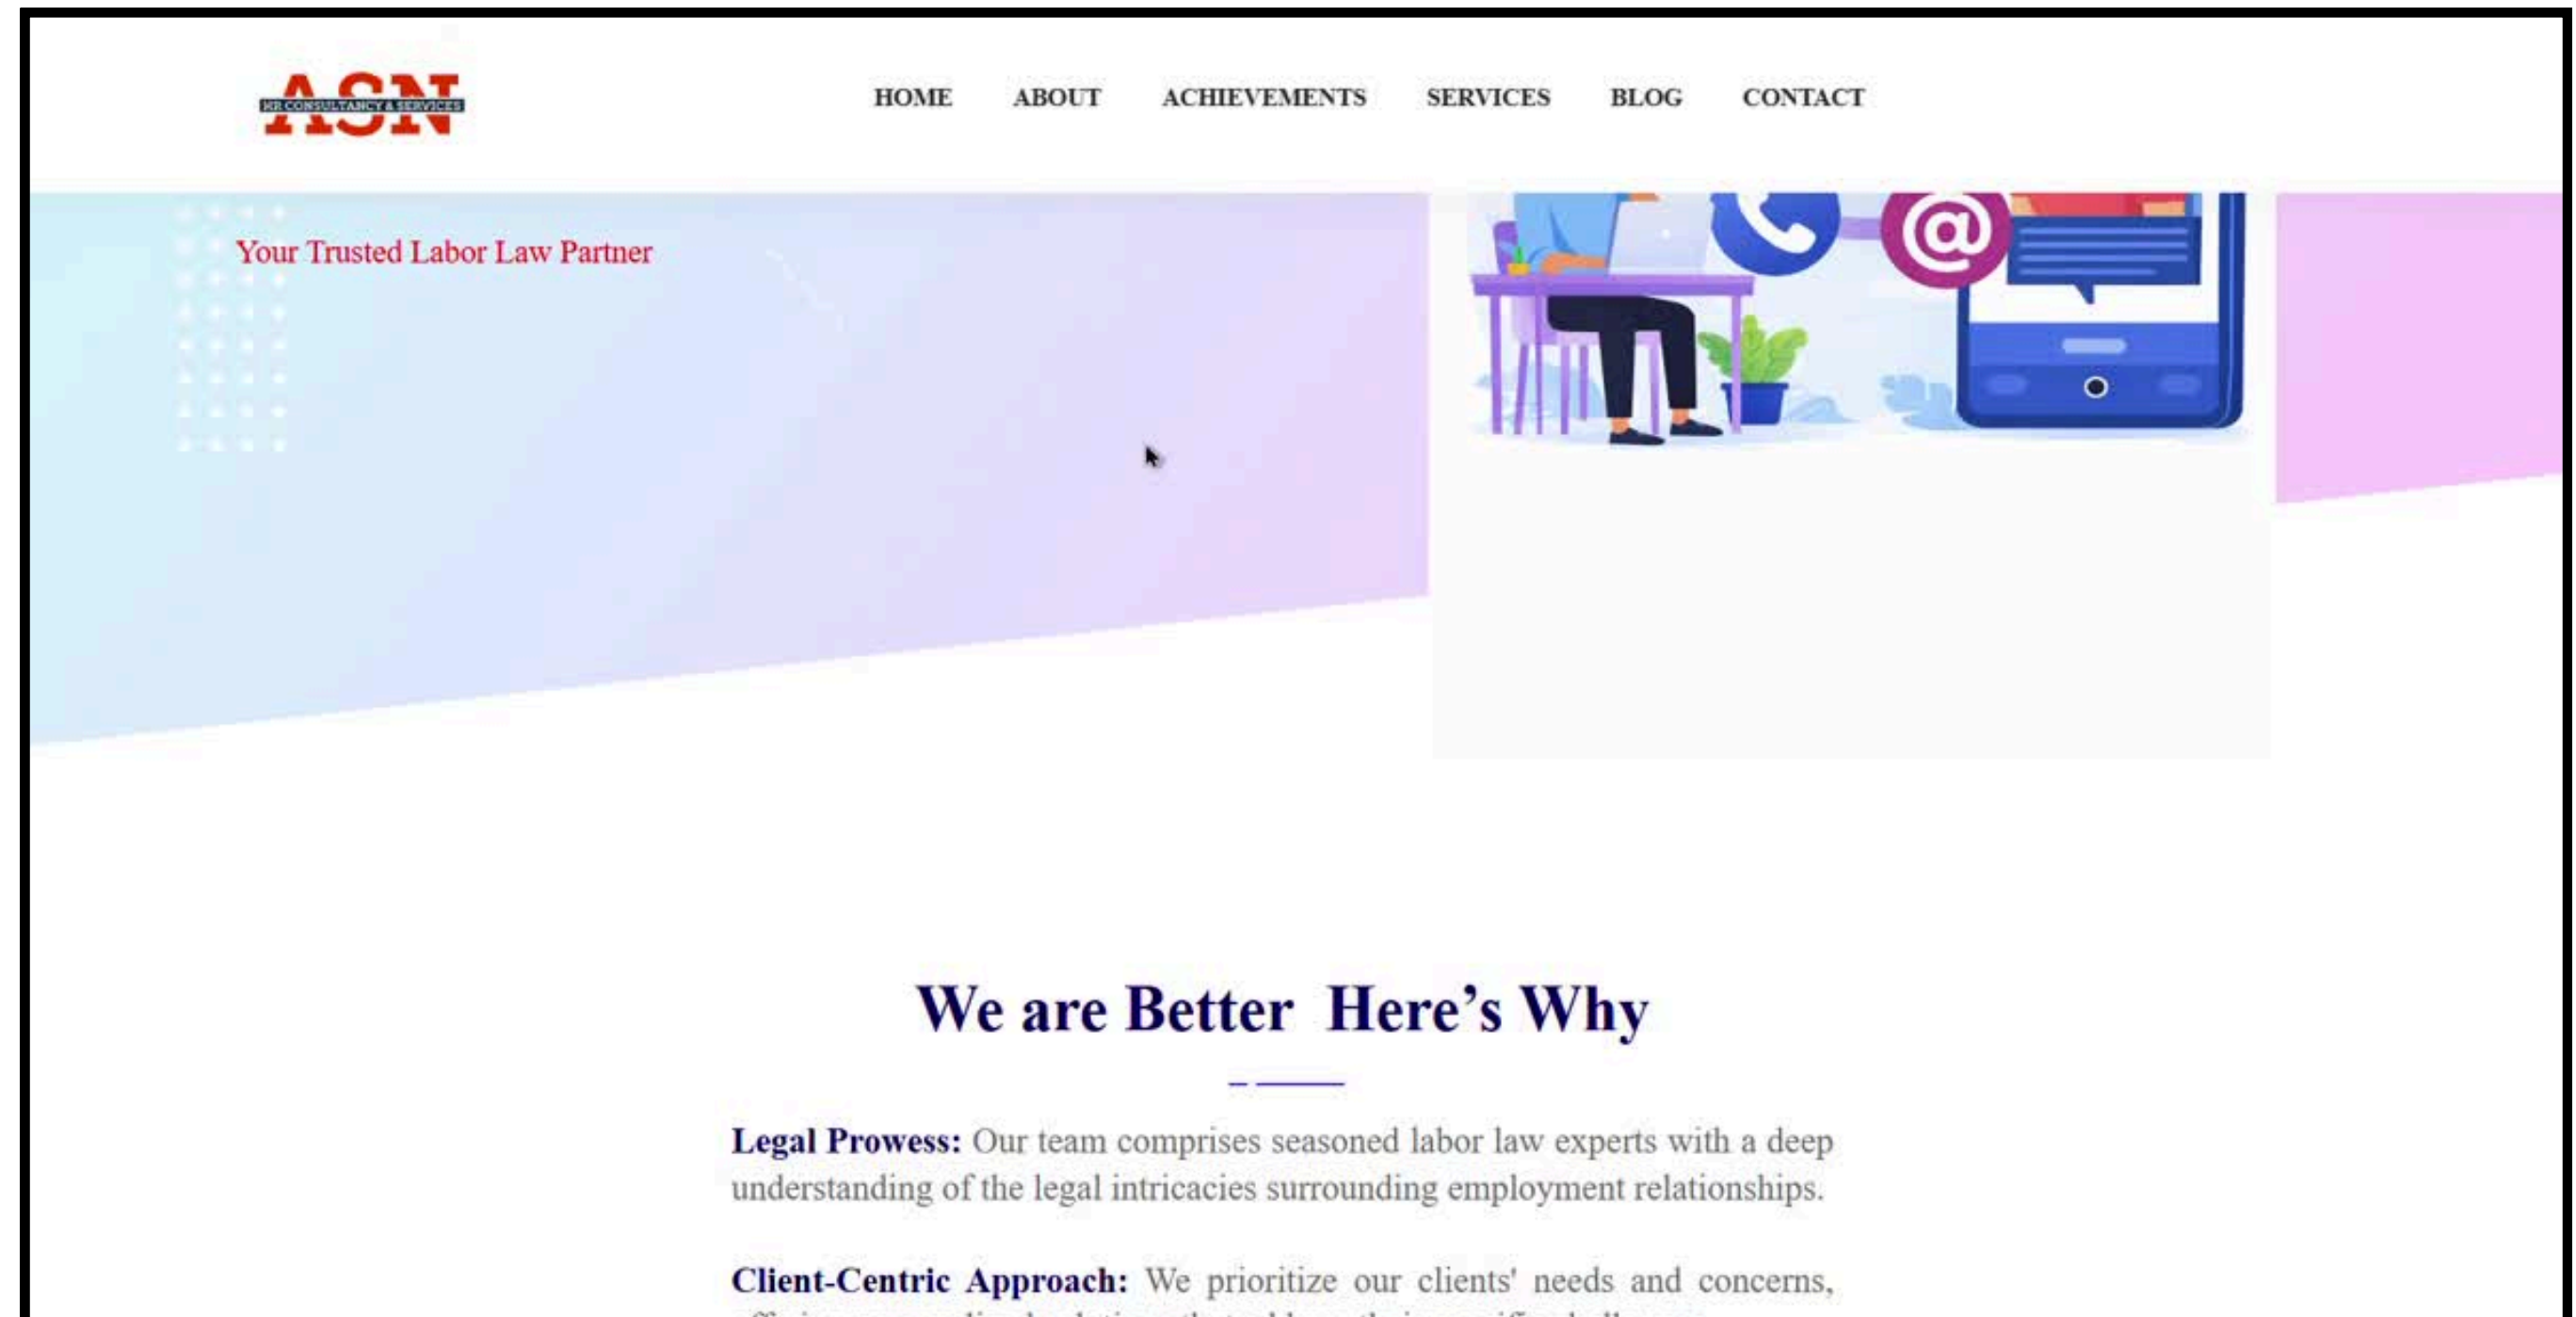 ASN
HR CONSULTANCY & SERVICES
HOME ABOUT ACHIEVEMENTS SERVICES BLOG CONTACT
Your Trusted Labor Law Partner
@
We are Better Here’s Why
Legal Prowess: Our team comprises seasoned labor law experts with a deep
understanding of the legal intricacies surrounding employment relationships.
Client-Centric Approach: We prioritize our clients' needs and concerns,